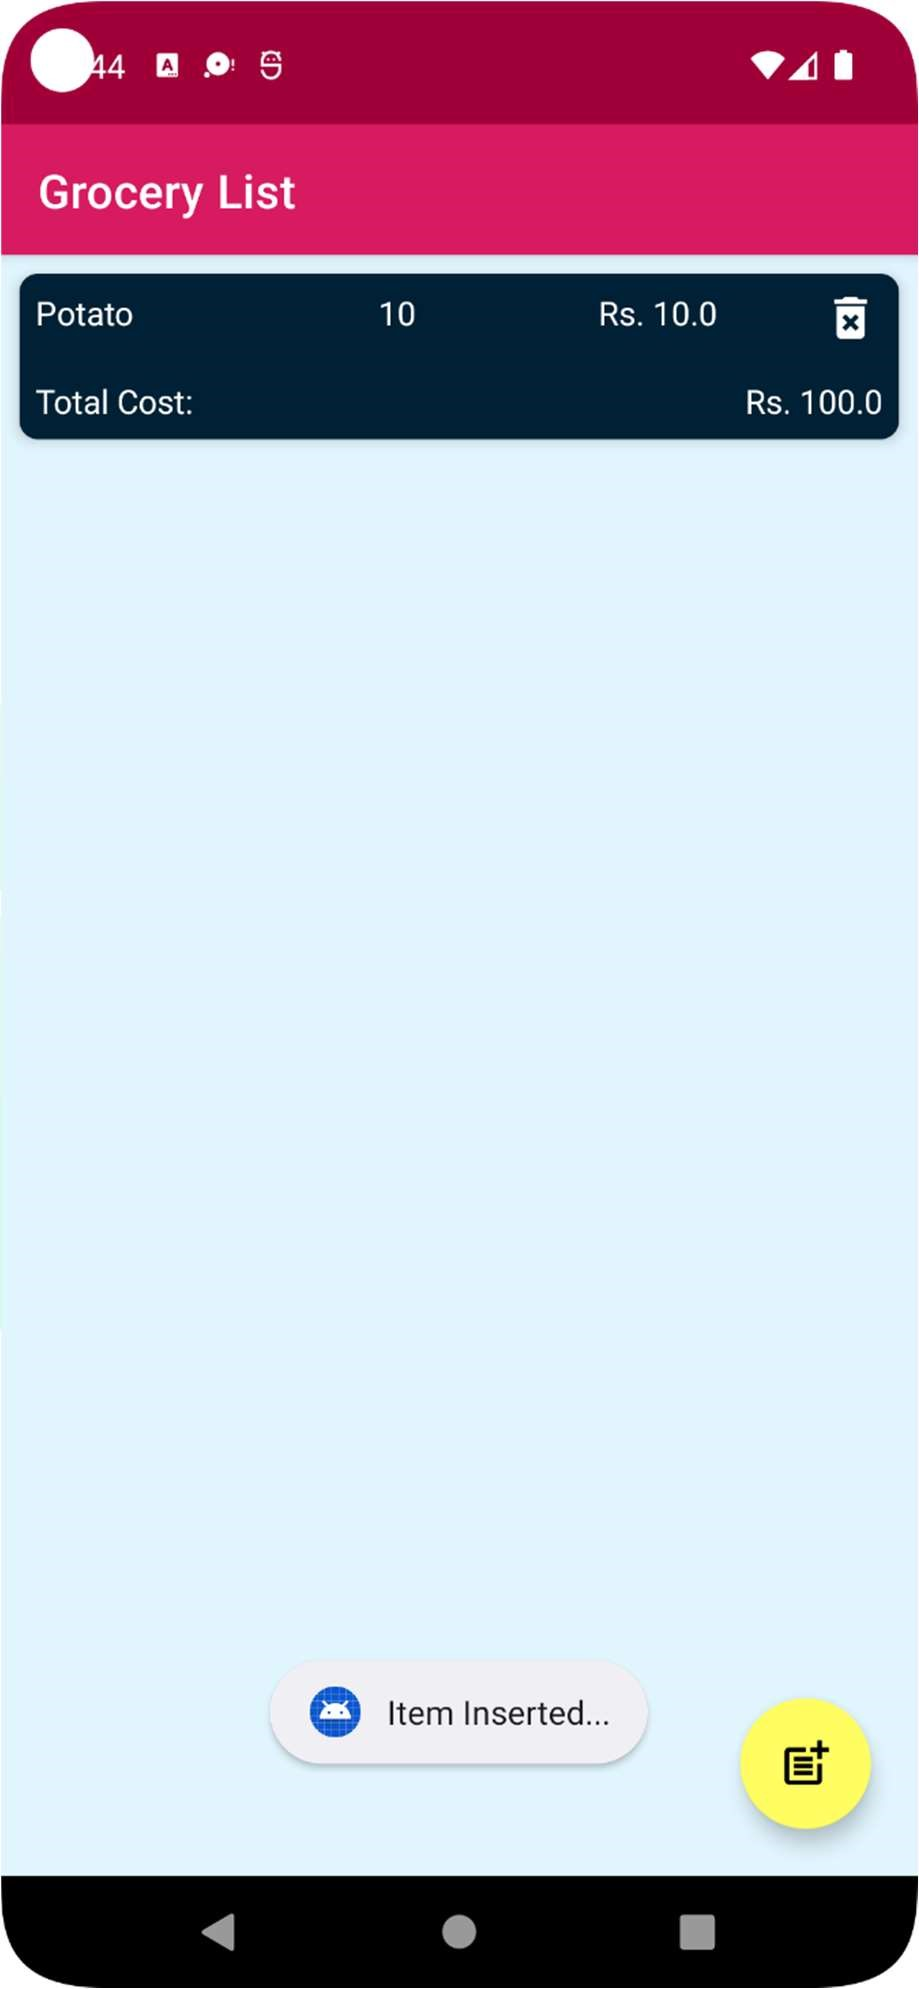 44
Grocery List
Potato 10 Rs. 10.0
Total Cost: Rs. 100.0
Item Inserted...